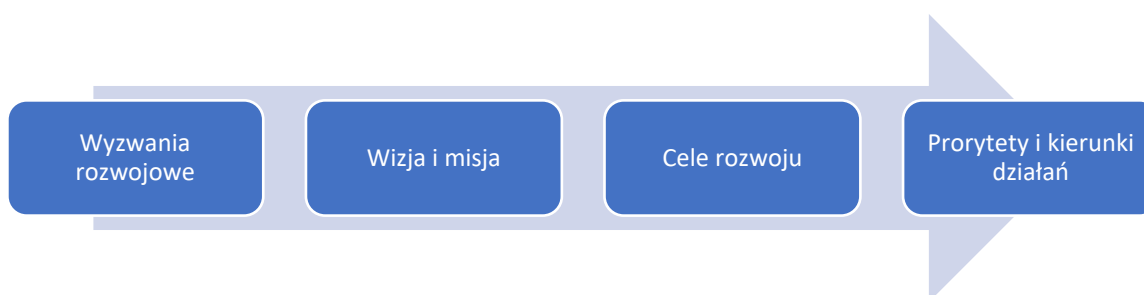 Wyzwania
rozwojowe
Wizja i misja
Cele rozwoju
Prorytety i kierunki
działań